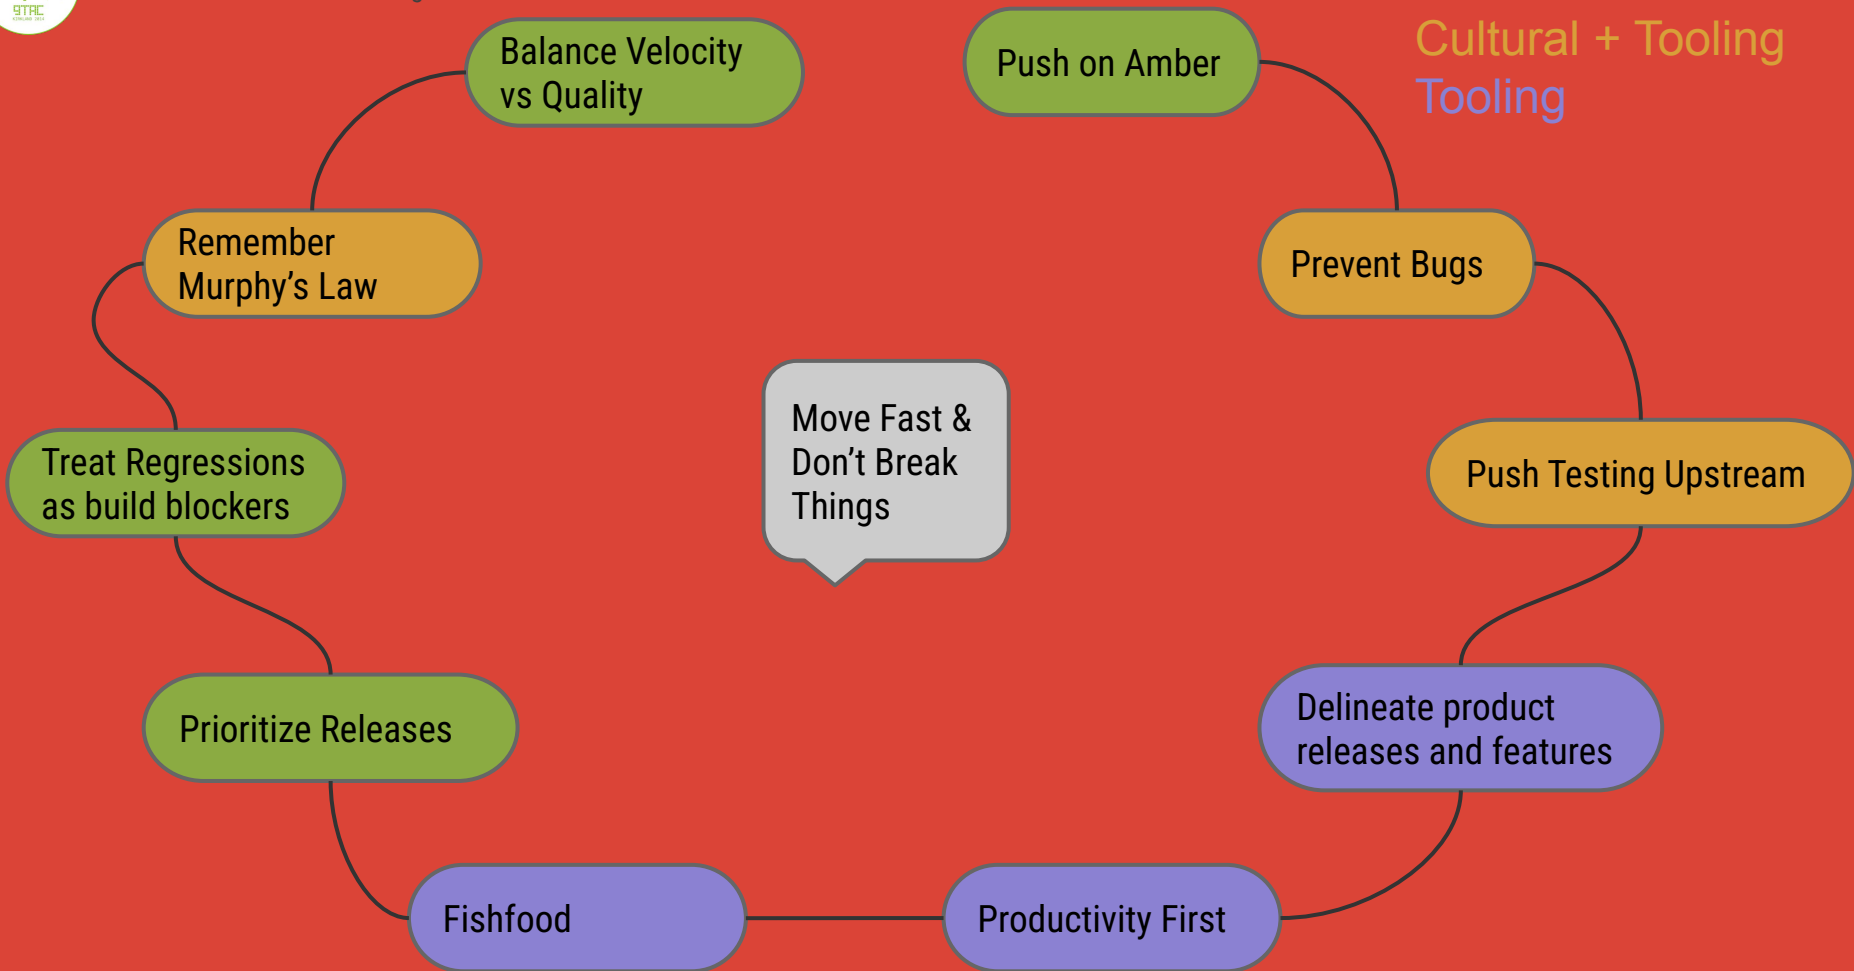 GTAC
Balance Velocity
vs Quality
Push on Amber
Cultural + Tooling
Tooling
Remember
Murphy’s Law
Prevent Bugs
Move Fast &
Don’t Break
Things
Treat Regressions
as build blockers
Push Testing Upstream
Prioritize Releases
Delineate product
releases and features
Fishfood
Productivity First